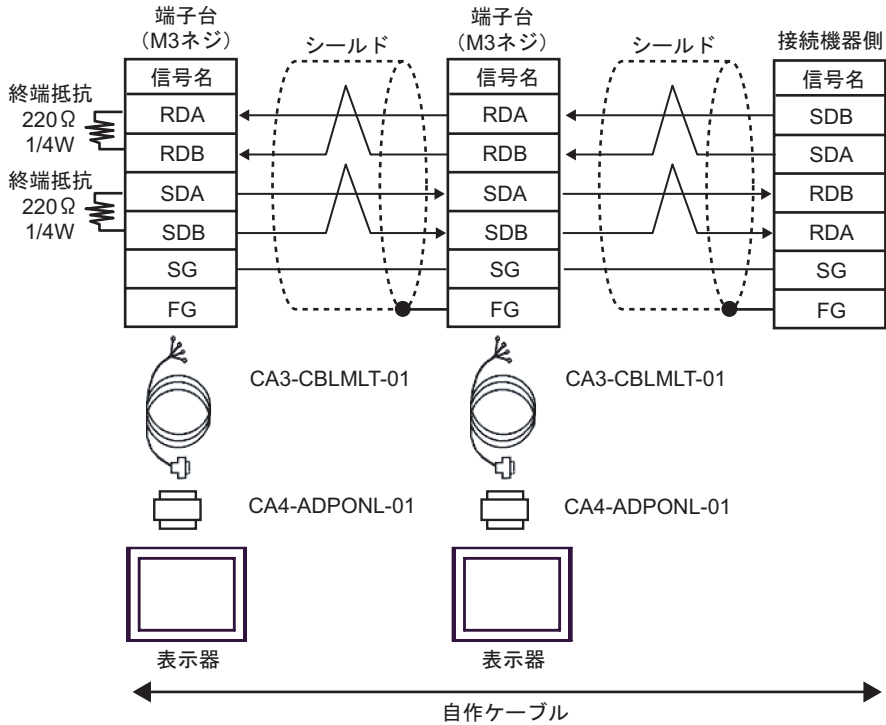 端子台
（M3ネジ）
シールド
端子台
（M3ネジ）
シールド
接続機器側
終端抵抗
220Ω
1/4W
終端抵抗
220Ω
1/4W
信号名
RDA
RDB
SDA
SDB
SG
FG
信号名
RDA
RDB
SDA
SDB
SG
FG
信号名
SDB
SDA
RDB
RDA
SG
FG
CA3-CBLMLT-01
CA3-CBLMLT-01
CA4-ADPONL-01
CA4-ADPONL-01
表示器
表示器
自作ケーブル